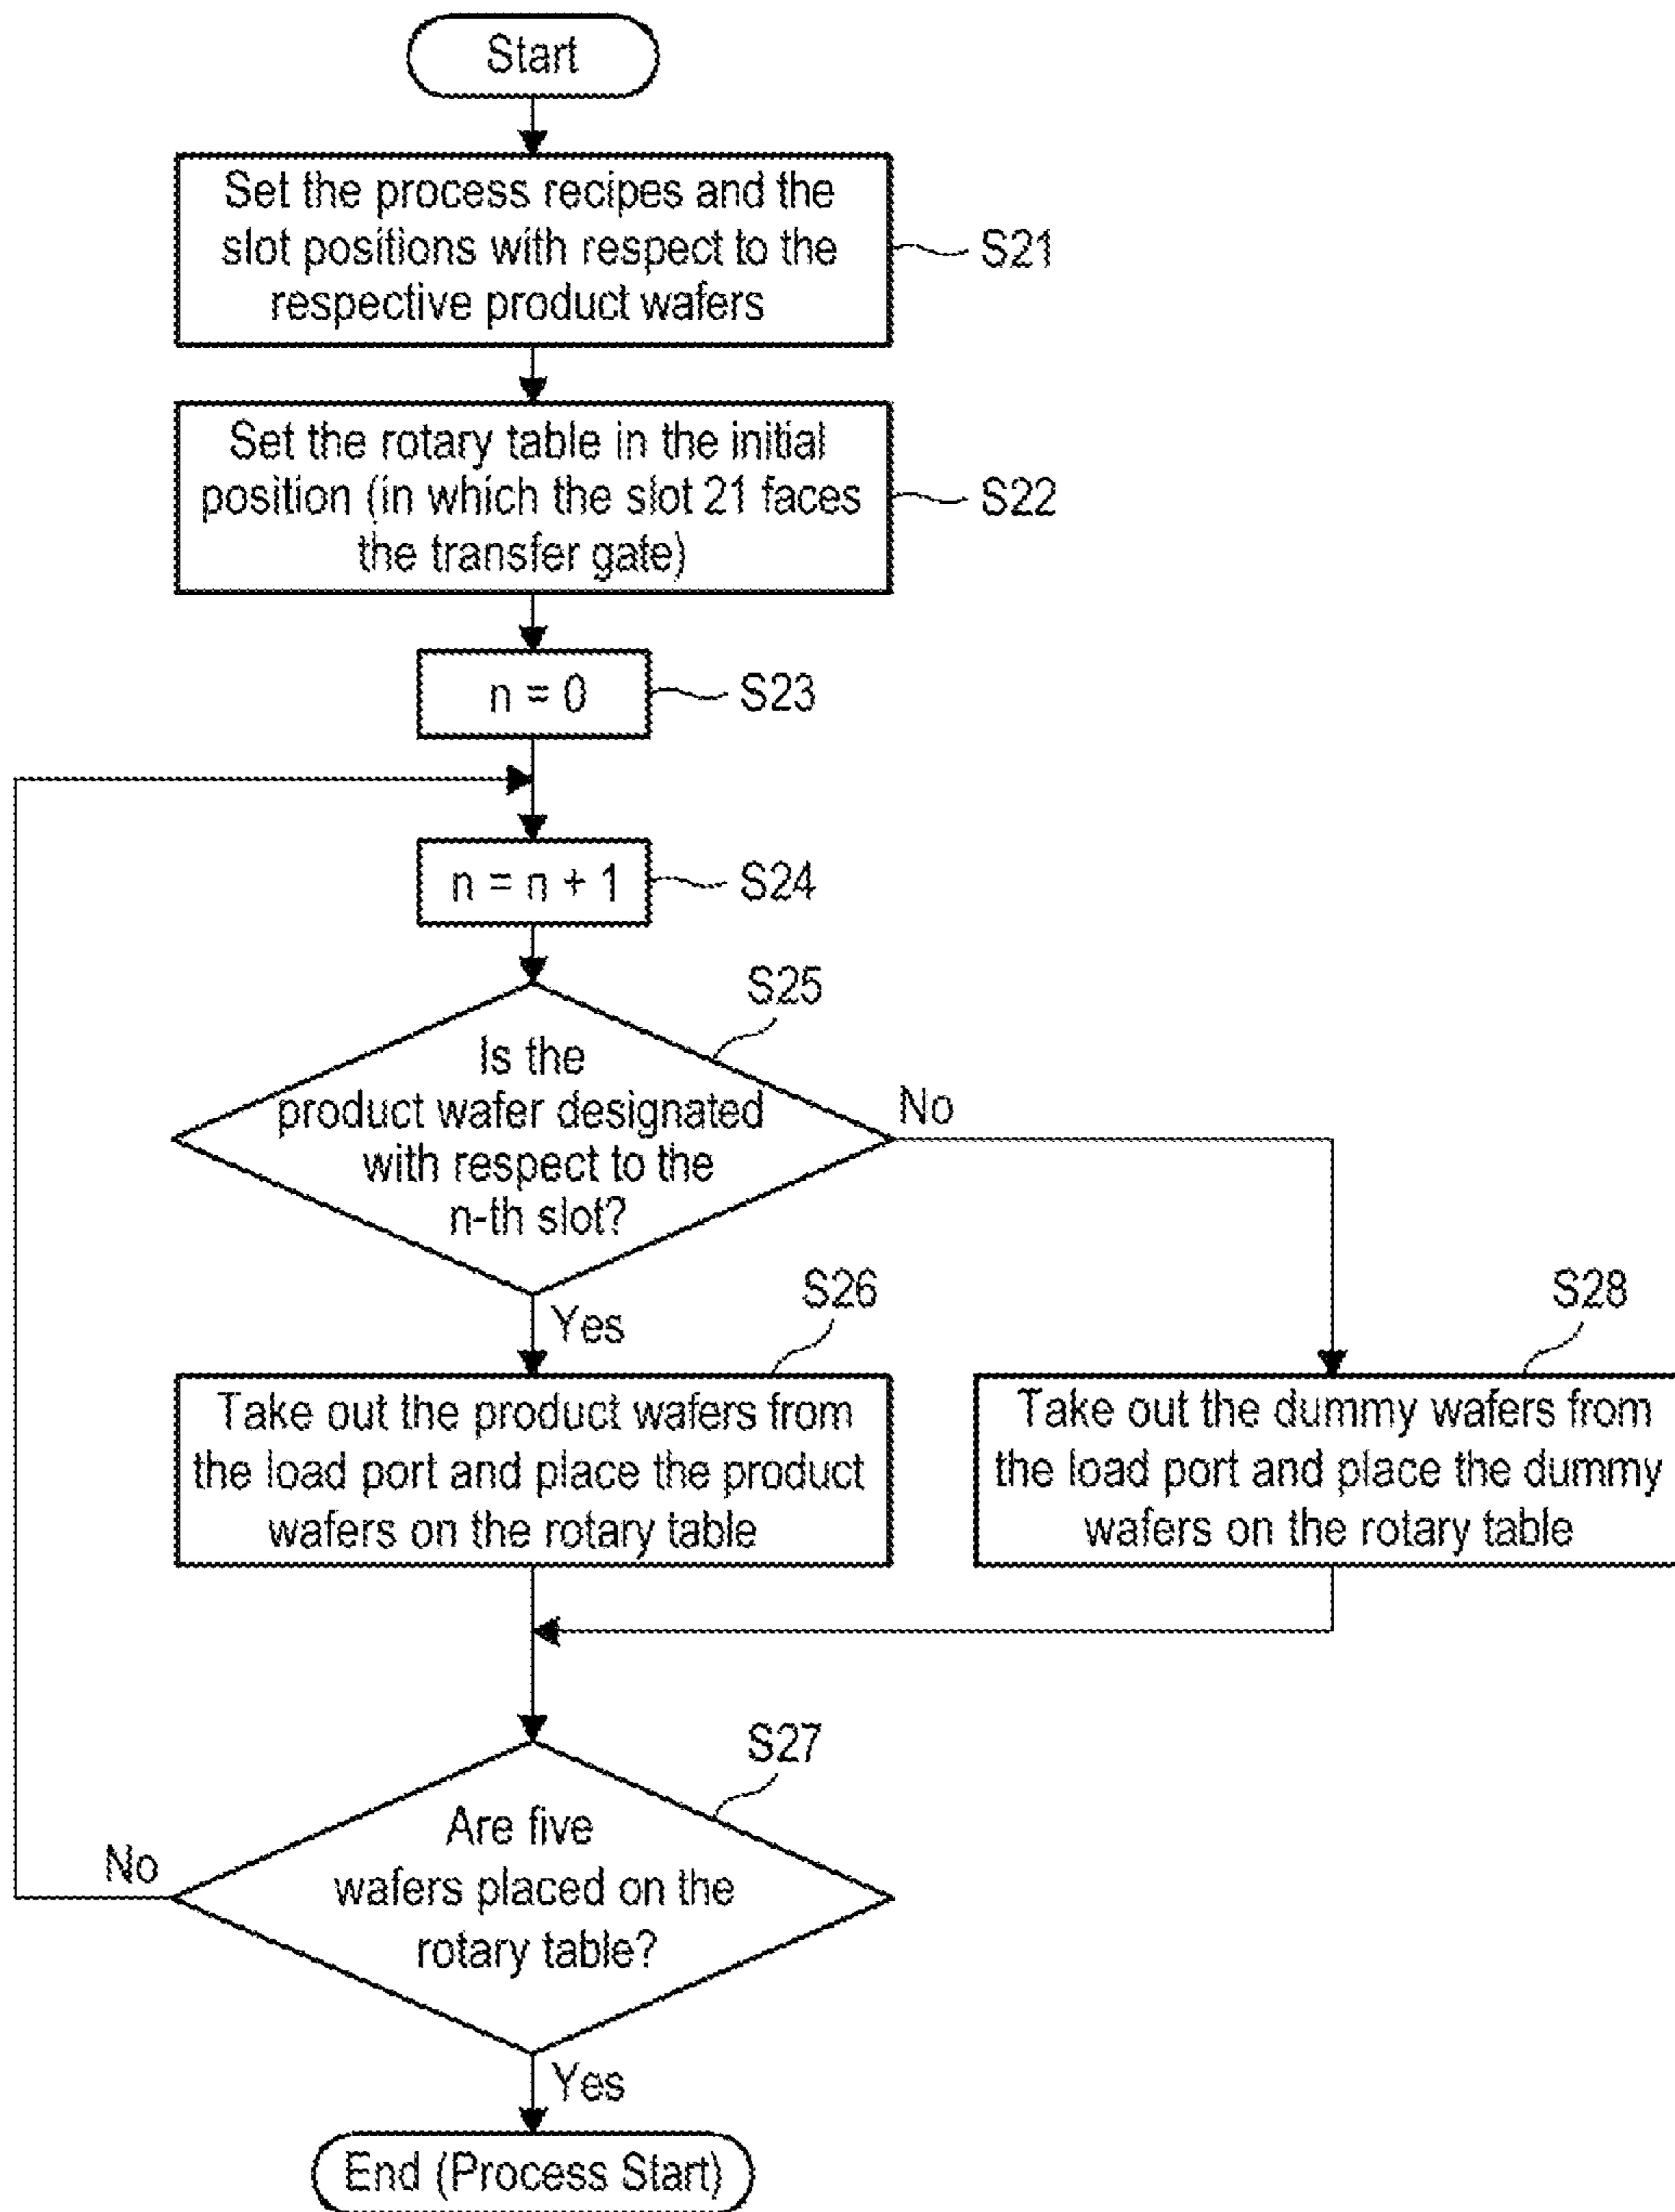 Start
Set the process recipes and the
slot positions with respect to the
respective product wafers
S21
Set the rotary table in the initial
position (in which the slot 21 faces
the transfer gate)
S22
n = 0
S23
n = n + 1
S24
S25
Is the
product wafer designated
with respect to the
n-th slot?
No
Yes
S26
S28
Take out the product wafers from
the load port and place the product
wafers on the rotary table
Take out the dummy wafers from
the load port and place the dummy
wafers on the rotary table
S27
Are five
wafers placed on the
rotary table?
No
Yes
End (Process Start)